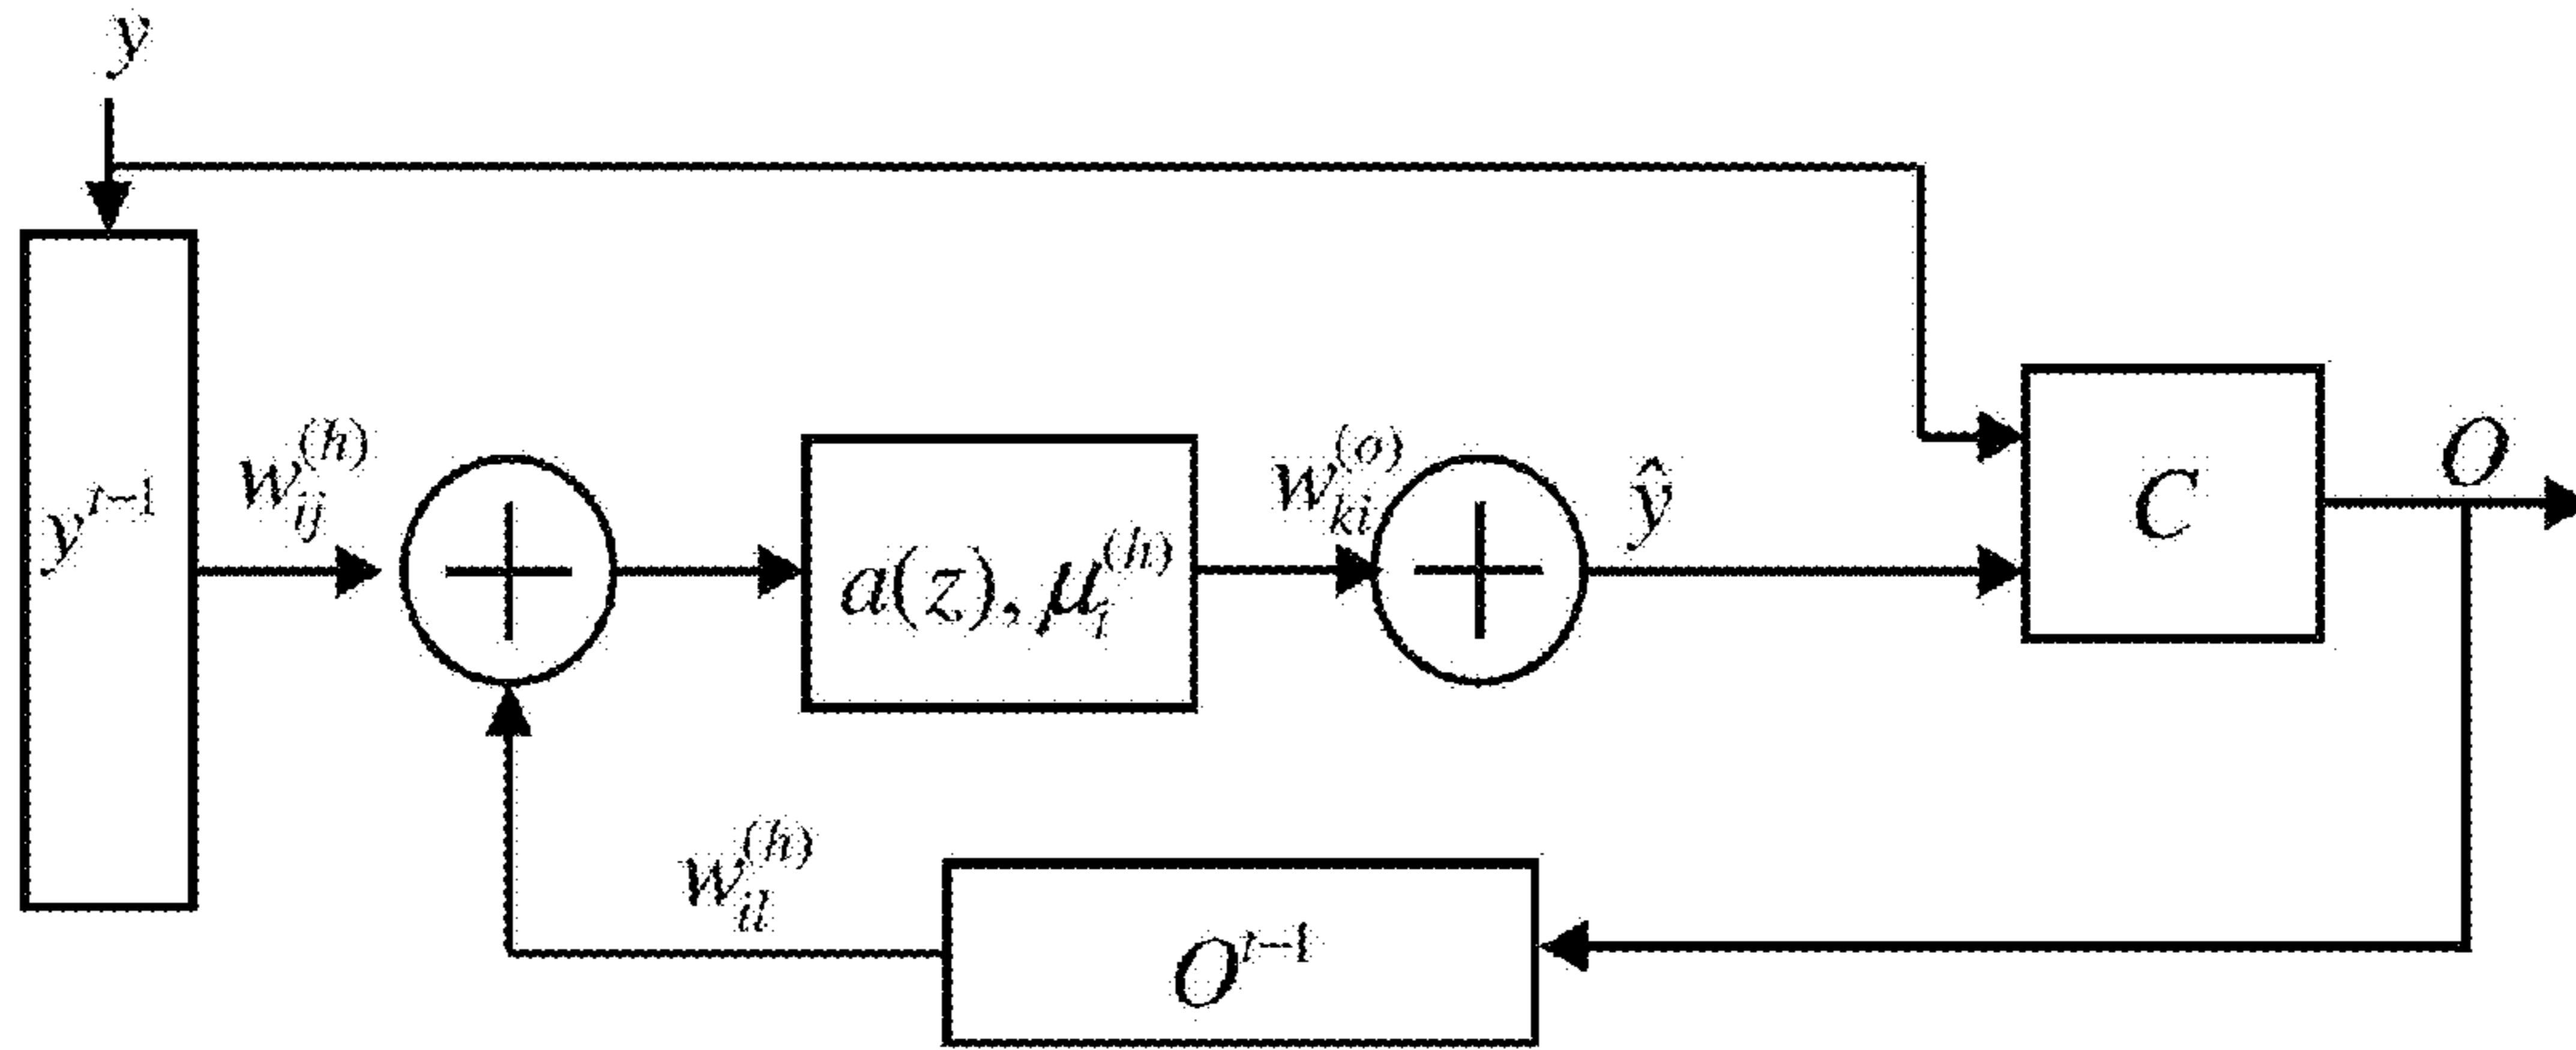 y
y^{t-1}
w_{ij}^{(h)}
+
a(z), μ_i^{(h)}
w_{ki}^{(o)}
+
ŷ
C
O
w_{il}^{(h)}
O^{t-1}